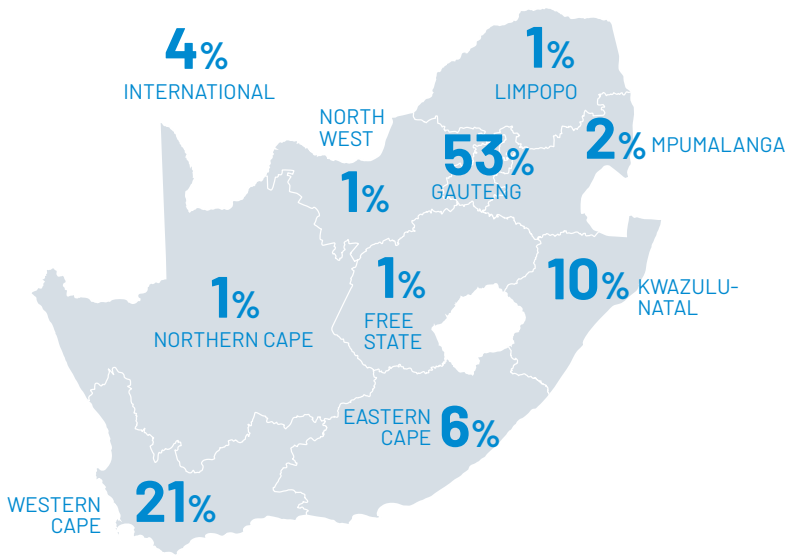 4%
INTERNATIONAL
1%
LIMPOPO
NORTH
WEST
1%
53%
GAUTENG
2% MPUMALANGA
1%
NORTHERN CAPE
1%
FREE
STATE
10% KWAZULU-
NATAL
EASTERN
CAPE 6%
WESTERN
CAPE 21%